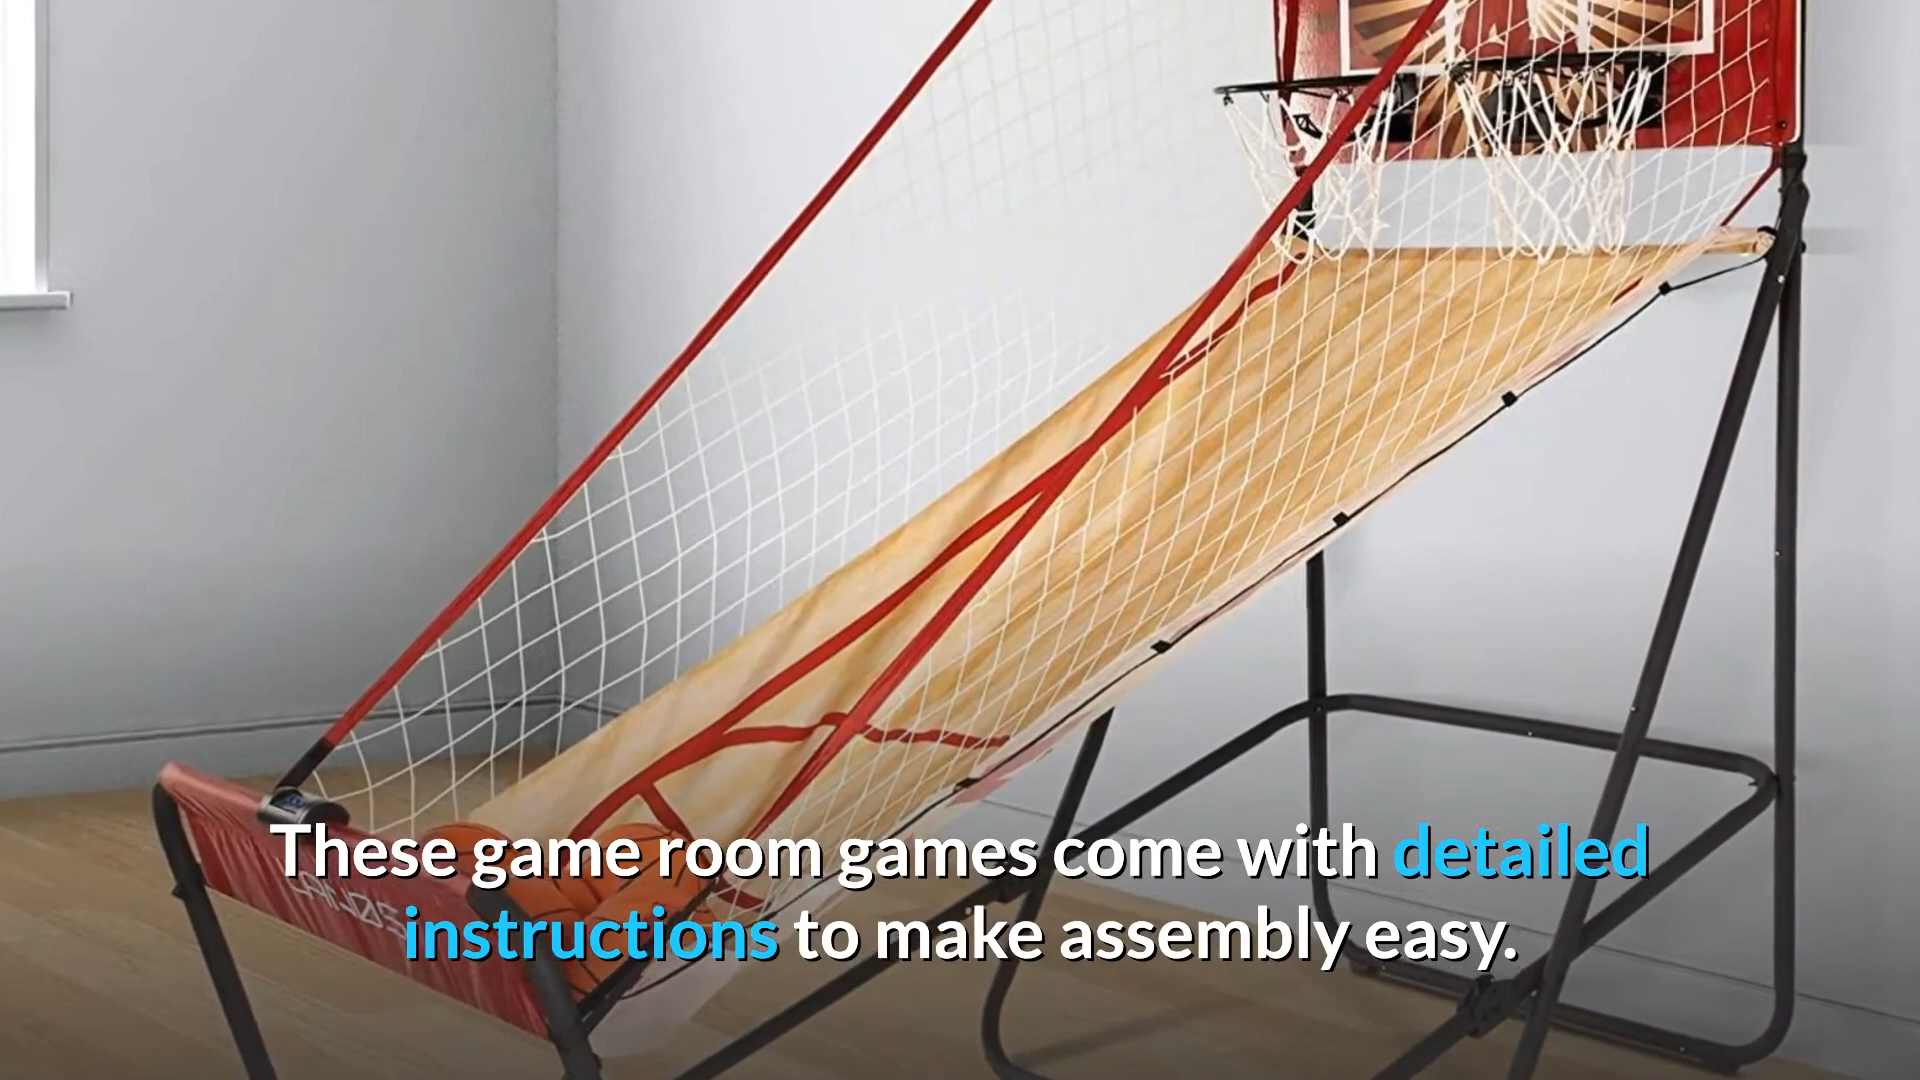 These game room games come with detailed
instructions to make assembly easy.